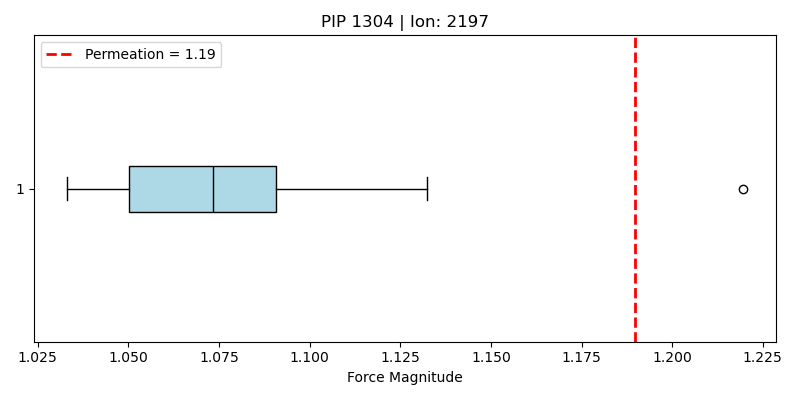 PIP 1304 | Ion: 2197
Permeation = 1.19
1
1.025 1.050 1.075 1.100 1.125 1.150 1.175 1.200 1.225
Force Magnitude